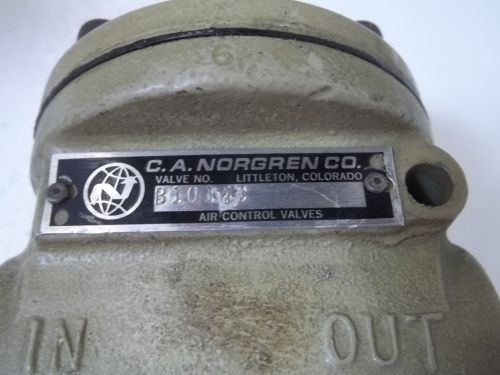 C. A. NORGREN CO.
VALVE NO. LITTLETON, COLORADO
AIR CONTROL VALVES
IN OUT